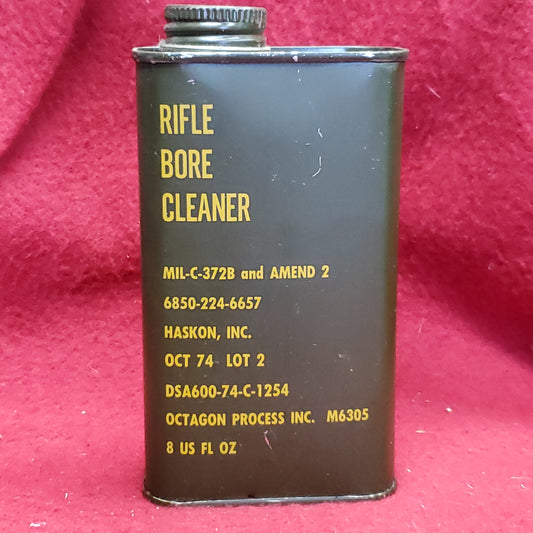 RIFLE
BORE
CLEANER
MIL-C-372B and AMEND 2
6850-224-6657
HASKON, INC.
OCT 74 LOT 2
DSA600-74-C-1254
OCTAGON PROCESS INC. M6305
8 US FL OZ